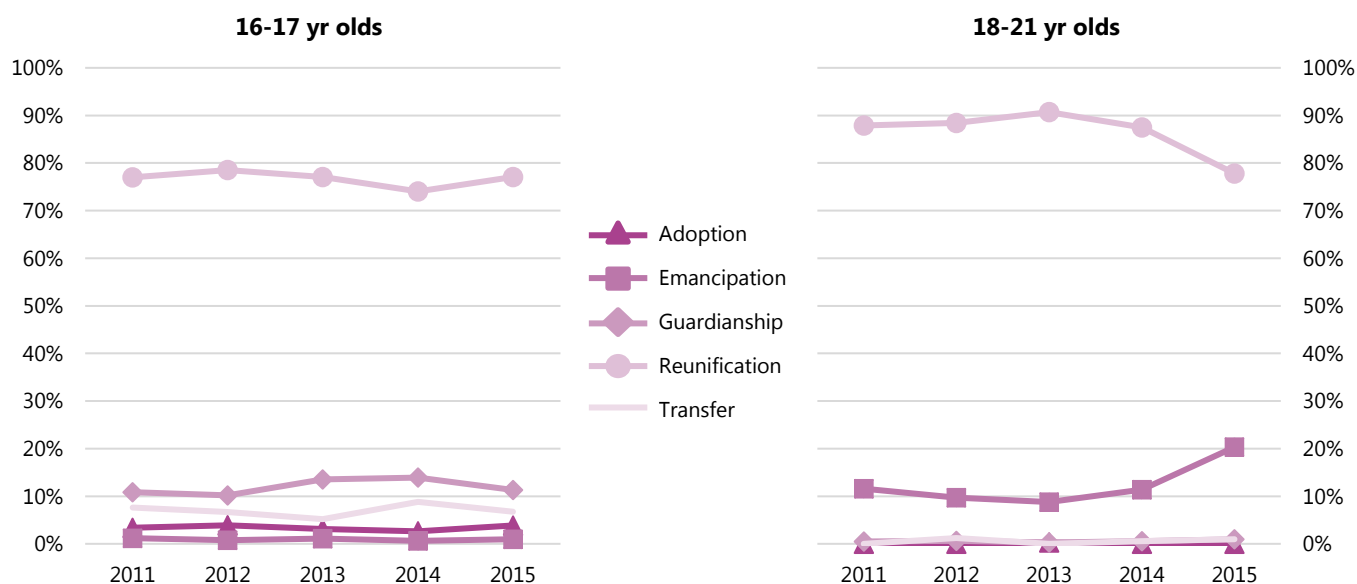 16-17 yr olds
100%
90%
80%
70%
60%
50%
40%
30%
20%
10%
0%
2011 2012 2013 2014 2015
Adoption
Emancipation
Guardianship
Reunification
Transfer
18-21 yr olds
100%
90%
80%
70%
60%
50%
40%
30%
20%
10%
0%
2011 2012 2013 2014 2015